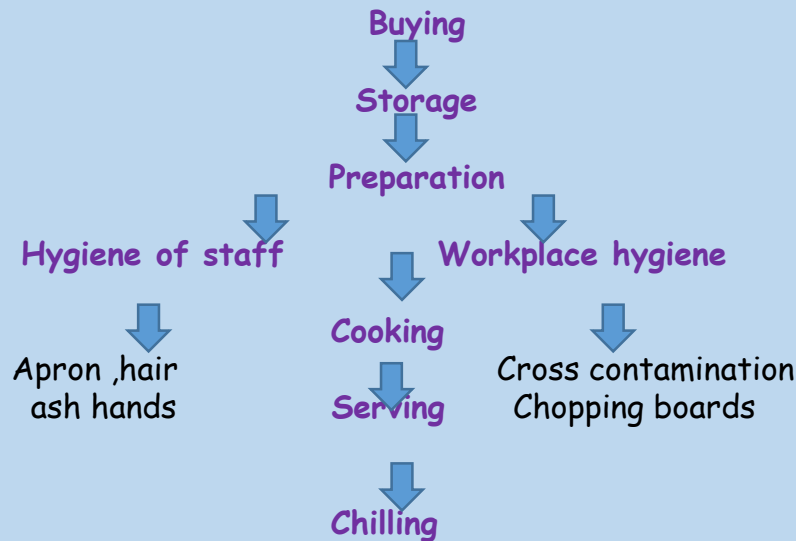 Buying
Storage
Preparation
Hygiene of staff
Workplace hygiene
Cooking
Apron ,hair
ash hands
Cross contamination
Chopping boards
Serving
Chilling